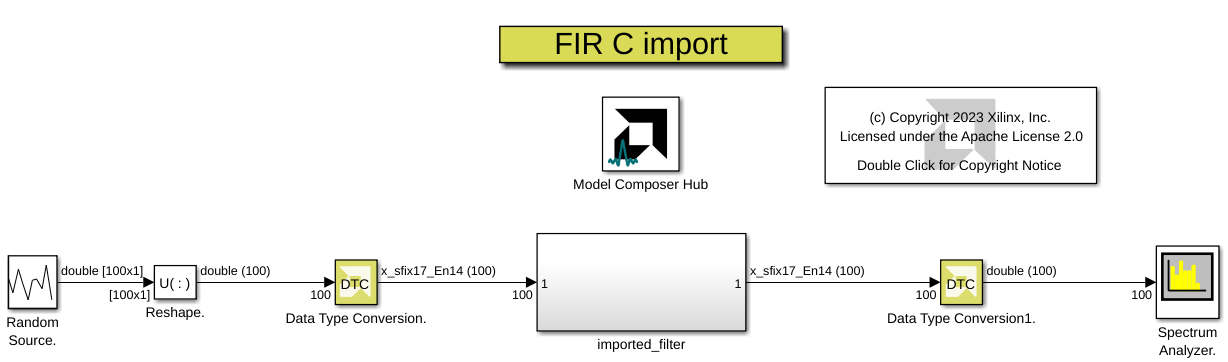 FIR C import
(c) Copyright 2023 Xilinx, Inc.
Licensed under the Apache License 2.0
Double Click for Copyright Notice
Model Composer Hub
double [100x1]
[100x1]
U( : )
double (100)
100
DTC
x_sfix17_En14 (100)
100
1
1
x_sfix17_En14 (100)
100
DTC
double (100)
100
Random
Source.
Reshape.
Data Type Conversion.
imported_filter
Data Type Conversion1.
Spectrum
Analyzer.